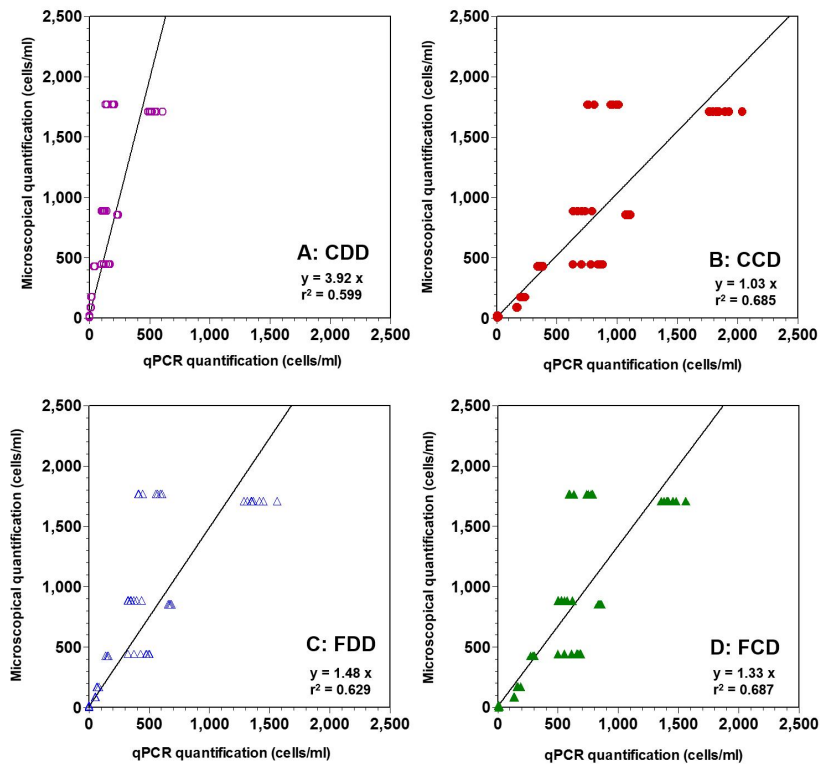 2,500
2,000
1,500
1,000
500
0
Microscopical quantification (cells/ml)
A: CDD
y = 3.92 x
r² = 0.599
0 500 1,000 1,500 2,000 2,500
qPCR quantification (cells/ml)
2,500
2,000
1,500
1,000
500
0
Microscopical quantification (cells/ml)
B: CCD
y = 1.03 x
r² = 0.685
0 500 1,000 1,500 2,000 2,500
qPCR quantification (cells/ml)
2,500
2,000
1,500
1,000
500
0
Microscopical quantification (cells/ml)
C: FDD
y = 1.48 x
r² = 0.629
0 500 1,000 1,500 2,000 2,500
qPCR quantification (cells/ml)
2,500
2,000
1,500
1,000
500
0
Microscopical quantification (cells/ml)
D: FCD
y = 1.33 x
r² = 0.687
0 500 1,000 1,500 2,000 2,500
qPCR quantification (cells/ml)